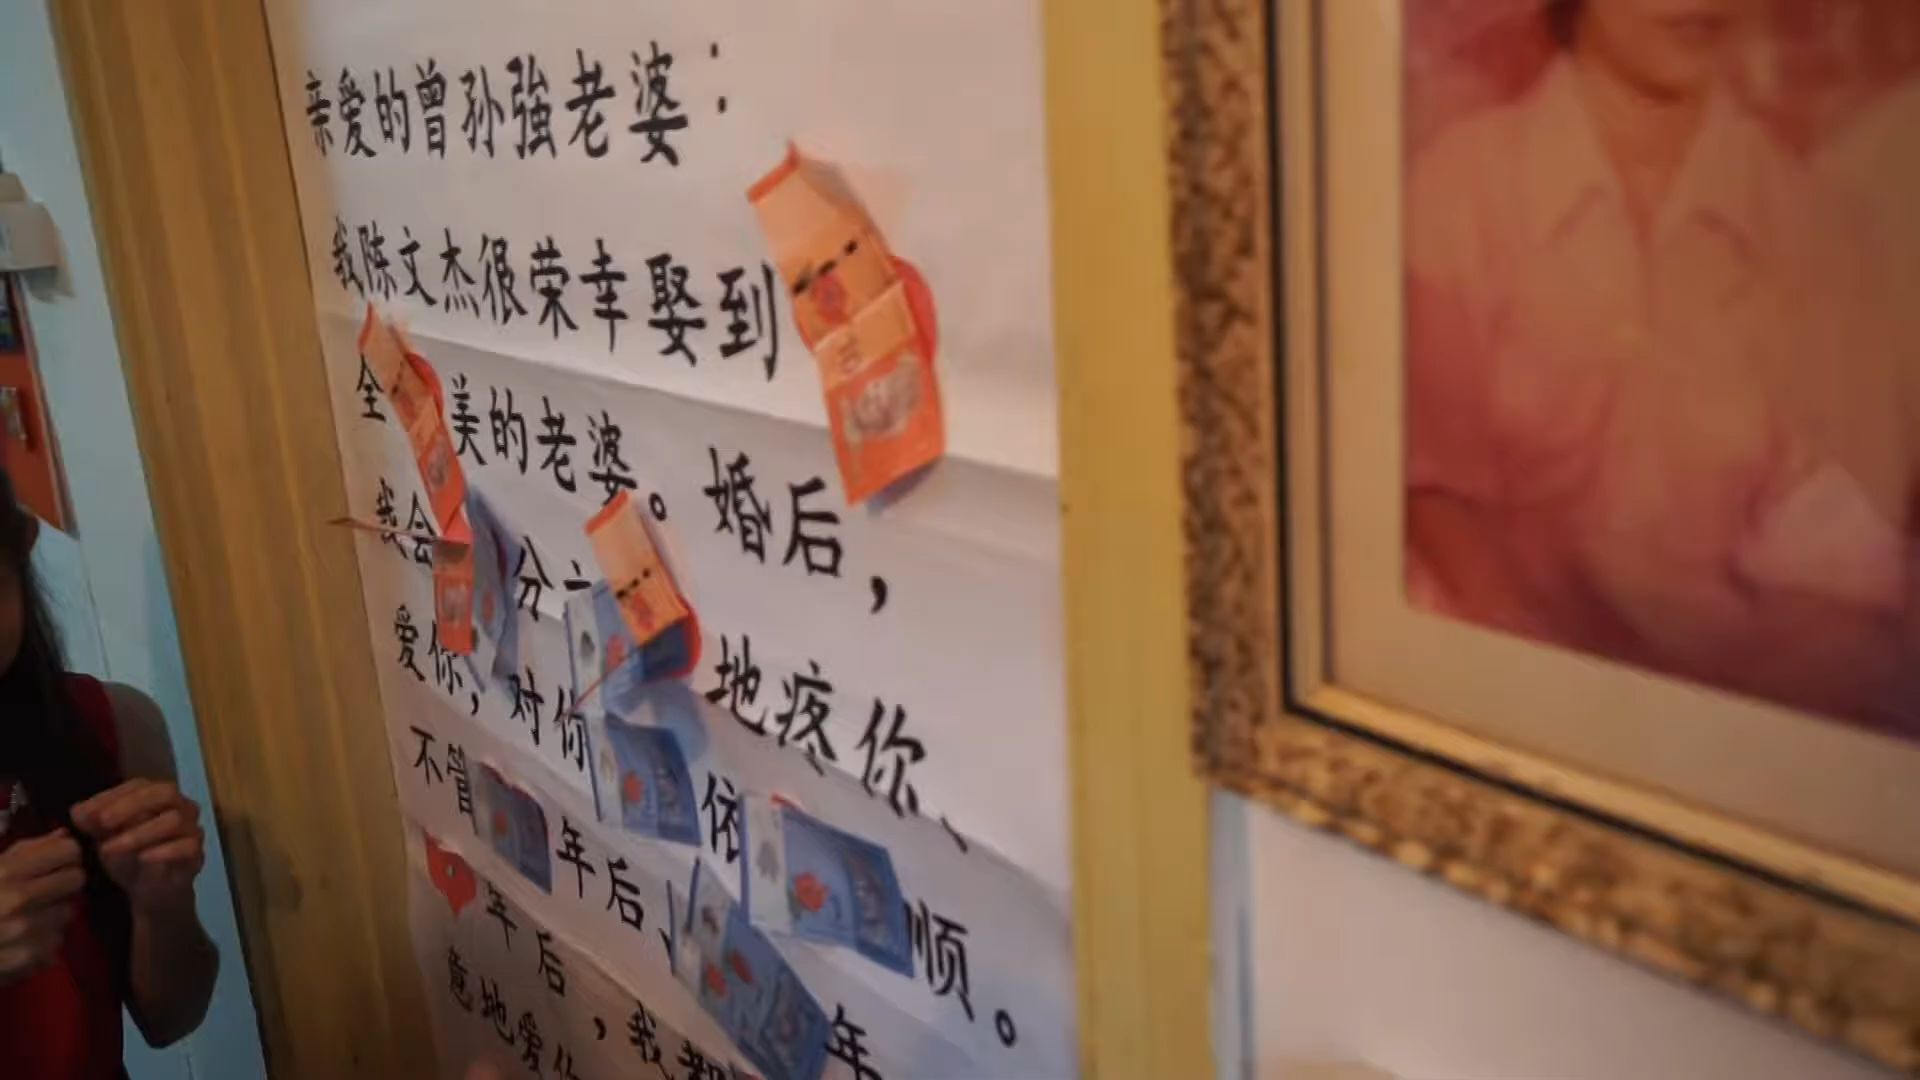 亲爱的曾孙强老婆：
我陈文杰很荣幸娶到
全 美的老婆。婚后，
我会 分 地疼你、
爱你，对你 依 顺。
不管 年后、 年
年后，我都
意地爱你